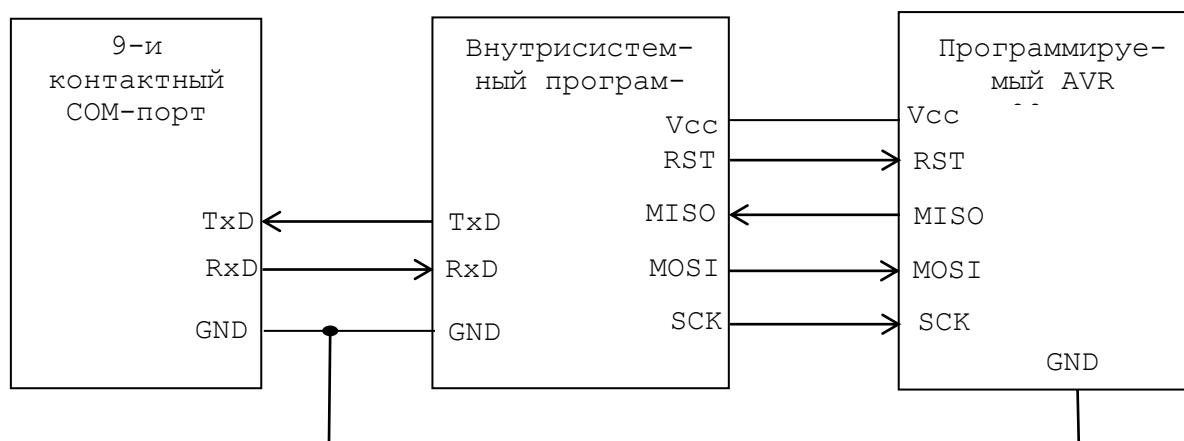 9-и
контактный
COM-порт
TxD
RxD
GND
Внутрисистем-
ный програм-
Vcc
RST
MISO
MOSI
SCK
TxD
RxD
GND
Программируе-
мый AVR
Vcc
RST
MISO
MOSI
SCK
GND